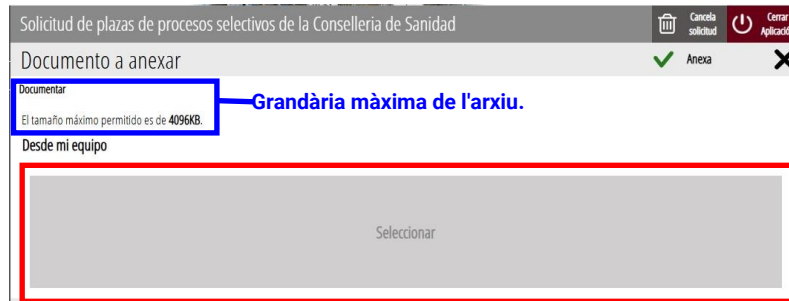 Solicitud de plazas de procesos selectivos de la Conselleria de Sanidad
Cancela
solicitud
Cerrar
Aplicació
Documento a anexar
Anexa
Documentar
Grandària màxima de l'arxiu.
El tamaño máximo permitido es de 4096KB.
Desde mi equipo
Seleccionar